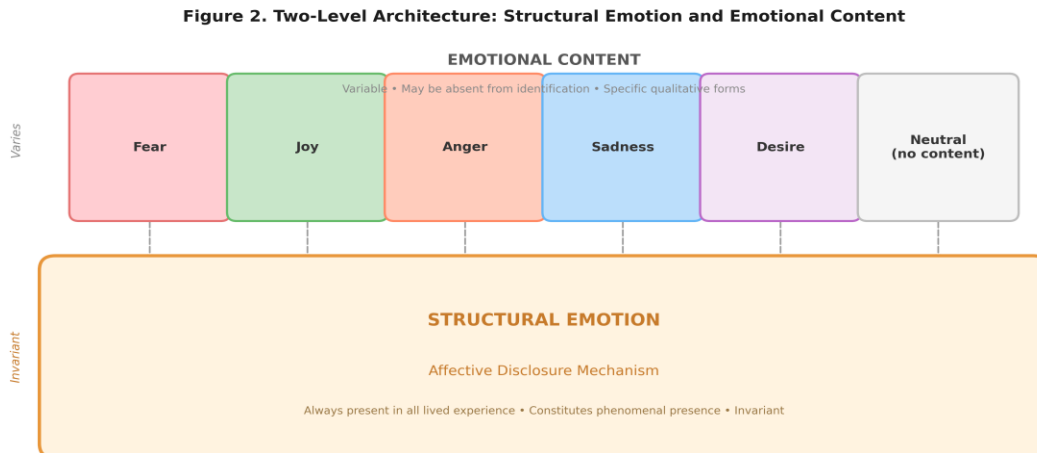 Figure 2. Two-Level Architecture: Structural Emotion and Emotional Content
EMOTIONAL CONTENT
Variable • May be absent from identification • Specific qualitative forms
Varies
Fear
Joy
Anger
Sadness
Desire
Neutral
(no content)
Invariant
STRUCTURAL EMOTION
Affective Disclosure Mechanism
Always present in all lived experience • Constitutes phenomenal presence • Invariant